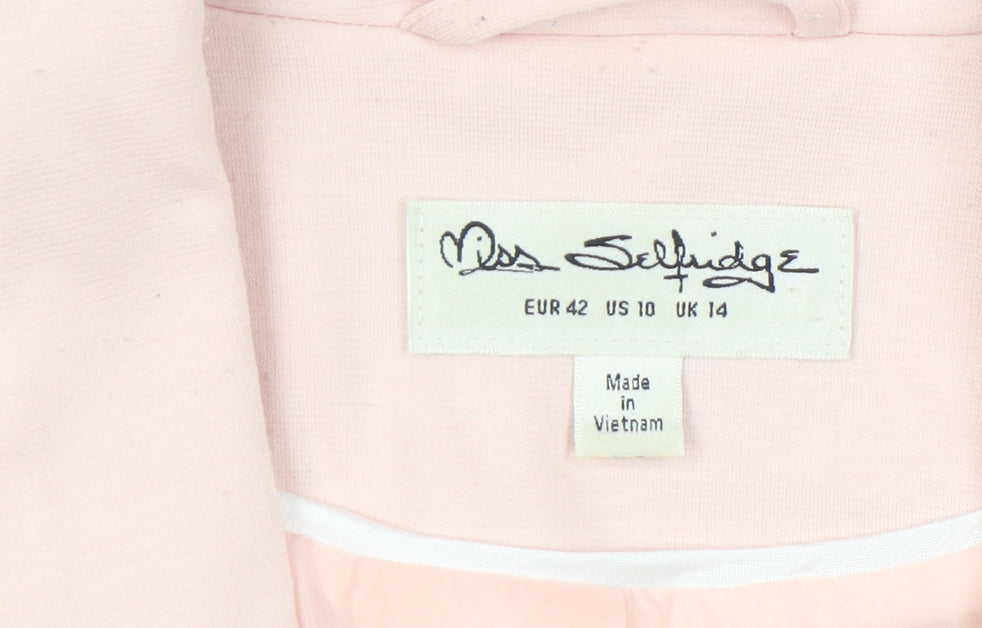 Miss Selfridge
EUR 42 US 10 UK 14
Made
in
Vietnam